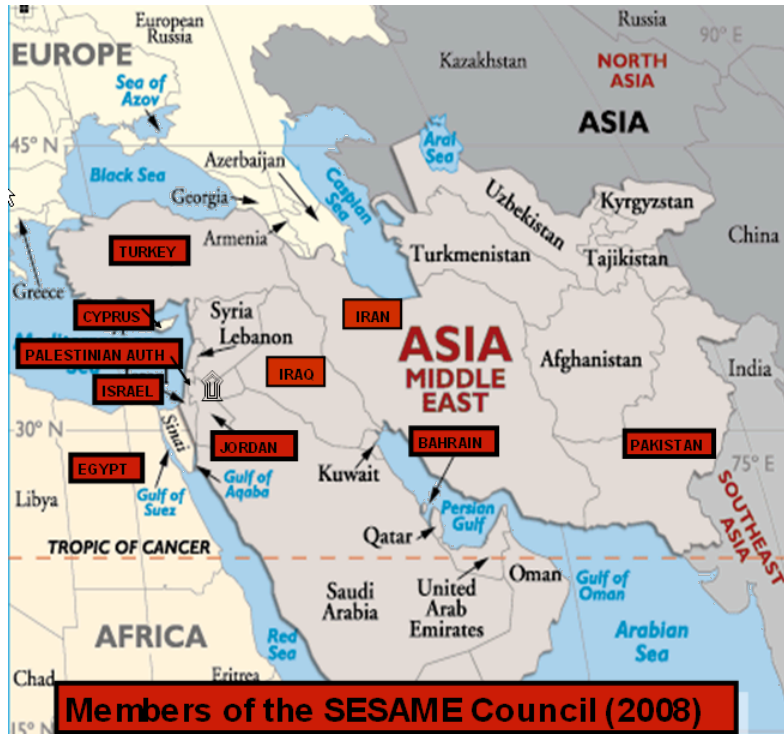 European
Russia
Russia
90° E
EUROPE
Kazakhstan
NORTH
ASIA
Sea of
Azov
ASIA
45° N
Aral
Sea
Azerbaijan
Black Sea
Caspian
Sea
Georgia
Uzbekistan
Kyrgyzstan
China
Armenia
TURKEY
Turkmenistan
Tajikistan
Greece
CYPRUS
Syria
IRAN
Lebanon
ASIA
MIDDLE
EAST
PALESTINIAN AUTH
Sea
Afghanistan
India
IRAQ
ISRAEL
30° N
Sinai
JORDAN
BAHRAIN
PAKISTAN
EGYPT
Kuwait
75° E
Gulf of
Aqaba
Libya
Gulf of
Suez
Persian
Gulf
SOUTHEAST
ASIA
Qatar
TROPIC OF CANCER
Oman
Gulf of
Oman
Saudi
Arabia
United
Arab
Emirates
AFRICA
Red
Sea
Arabian
Sea
Chad
Eritrea
Members of the SESAME Council (2008)
15° N